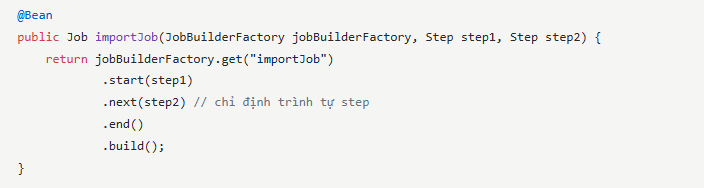 @Bean
public Job importJob(JobBuilderFactory jobBuilderFactory, Step step1, Step step2) {
    return jobBuilderFactory.get("importJob")
            .start(step1)
            .next(step2) // chỉ định trình tự step
            .end()
            .build();
}